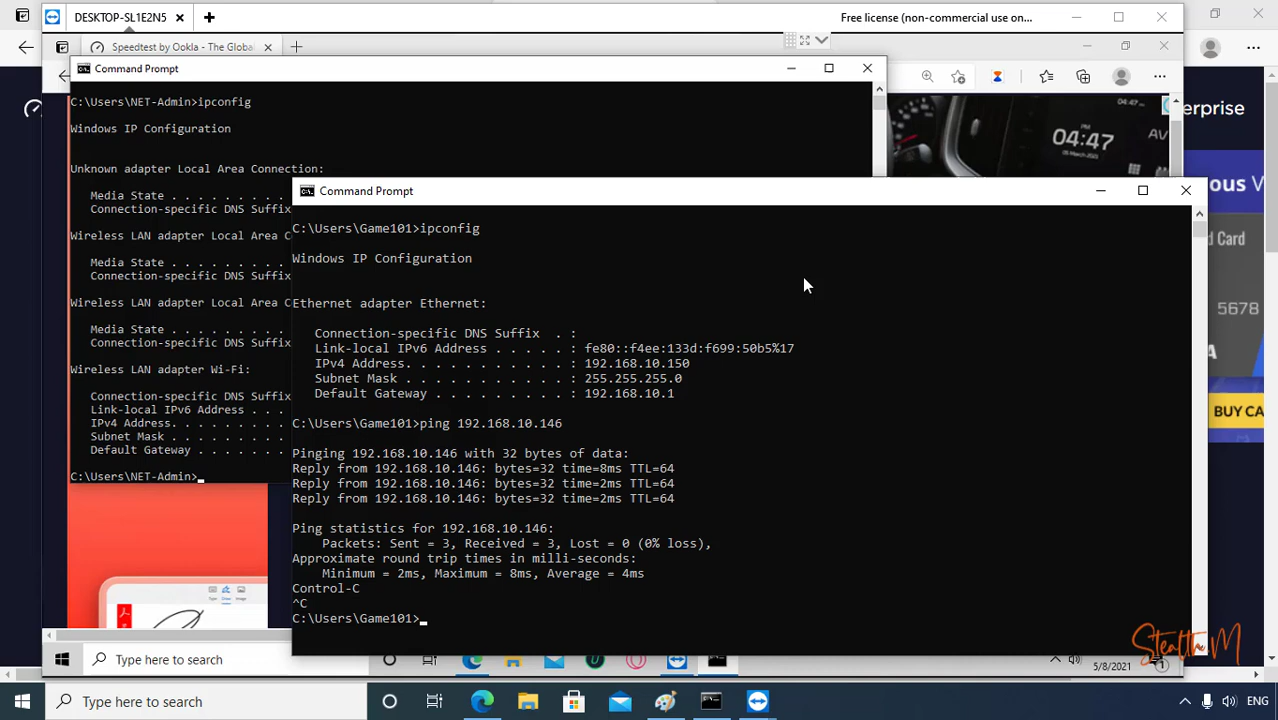 DESKTOP-SL1E2N5
Free license (non-commercial use on...
Speedtest by Ookla - The Globa
Command Prompt
C:\Users\NET-Admin>ipconfig
Windows IP Configuration
Unknown adapter Local Area Connection:
Media State . . . . . . . . .
Connection-specific DNS Suffix
Wireless LAN adapter Local Area C
Media State . . . . . . . . .
Connection-specific DNS Suffix
Wireless LAN adapter Local Area C
Media State . . . . . . . . .
Connection-specific DNS Suffix
Wireless LAN adapter Wi-Fi:
Connection-specific DNS Suffix
Link-local IPv6 Address . . .
IPv4 Address. . . . . . . . .
Subnet Mask . . . . . . . . .
Default Gateway . . . . . . .
C:\Users\NET-Admin>
04:47
PM
04:47
05 March 2021
AV
erprise
ous V
d Card
5678
A
BUY CAR
Command Prompt
C:\Users\Game101>ipconfig
Windows IP Configuration
Ethernet adapter Ethernet:
Connection-specific DNS Suffix . :
Link-local IPv6 Address . . . . . : fe80::f4ee:133d:f699:50b5%17
IPv4 Address. . . . . . . . . . . : 192.168.10.150
Subnet Mask . . . . . . . . . . . : 255.255.255.0
Default Gateway . . . . . . . . . : 192.168.10.1
C:\Users\Game101>ping 192.168.10.146
Pinging 192.168.10.146 with 32 bytes of data:
Reply from 192.168.10.146: bytes=32 time=8ms TTL=64
Reply from 192.168.10.146: bytes=32 time=2ms TTL=64
Reply from 192.168.10.146: bytes=32 time=2ms TTL=64
Ping statistics for 192.168.10.146:
Packets: Sent = 3, Received = 3, Lost = 0 (0% loss),
Approximate round trip times in milli-seconds:
Minimum = 2ms, Maximum = 8ms, Average = 4ms
Control-C
^C
C:\Users\Game101>
Type here to search
5/8/2021
1
Type here to search
ENG